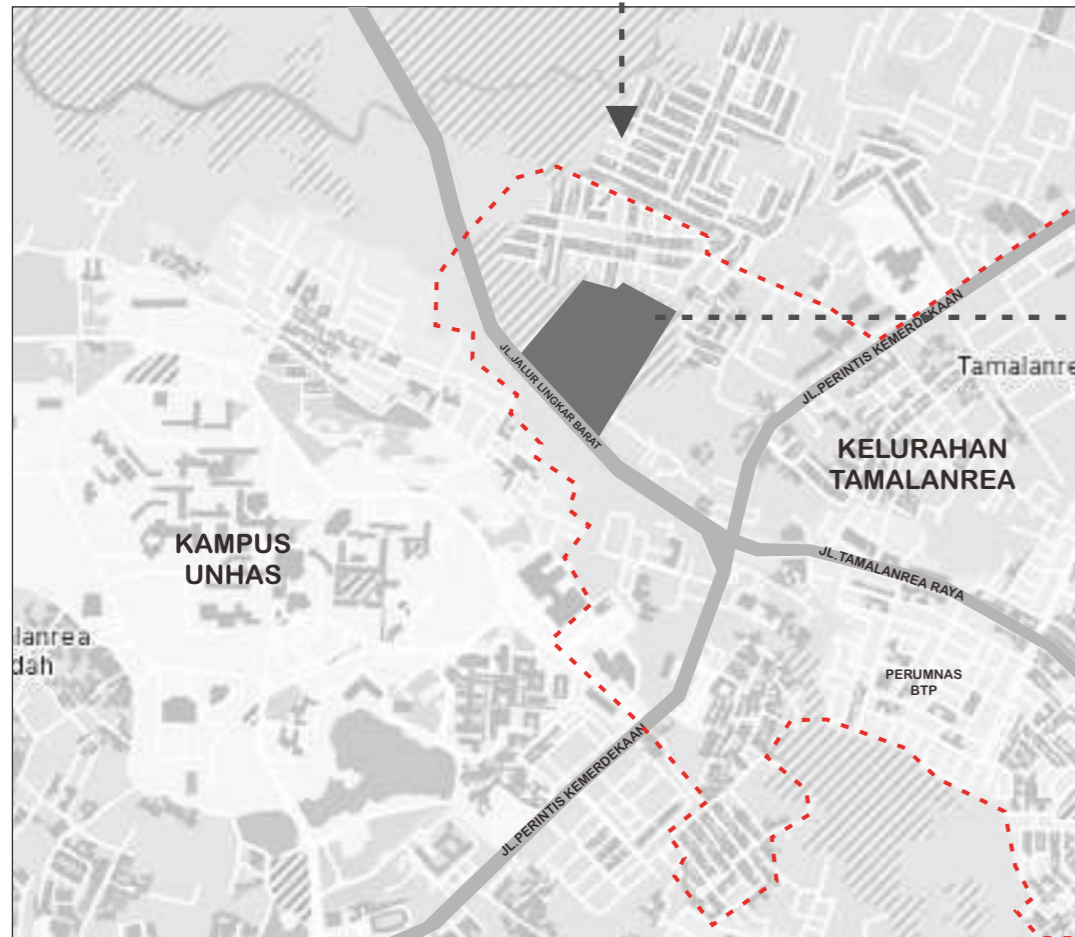 JL.PERINTIS KEMERDEKAAN
Tamalanre
JL.JALUR LINGKAR BARAT
KELURAHAN
TAMALANREA
KAMPUS
UNHAS
JL.TAMALANREA RAYA
lanrea
dah
PERUMNAS
BTP
JL.PERINTIS KEMERDEKAAN